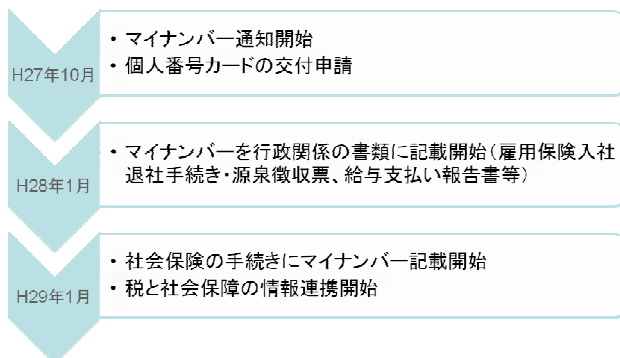 H27年10月
・マイナンバー通知開始
・個人番号カードの交付申請
H28年1月
・マイナンバーを行政関係の書類に記載開始（雇用保険入社
退社手続き・源泉徴収票、給与支払い報告書等）
H29年1月
・社会保険の手続きにマイナンバー記載開始
・税と社会保障の情報連携開始